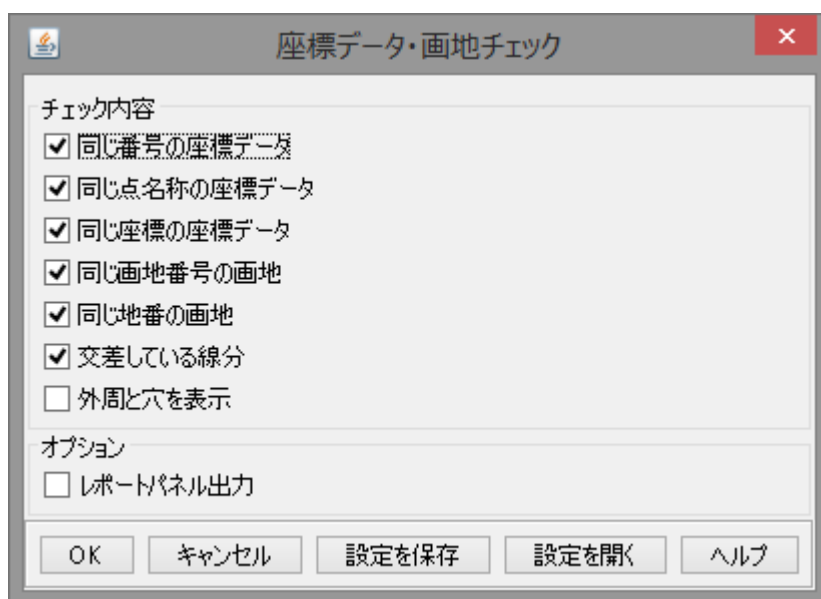 座標データ・画地チェック
チェック内容
同じ番号の座標データ
同じ点名称の座標データ
同じ座標の座標データ
同じ画地番号の画地
同じ地番の画地
交差している線分
外周と穴を表示
オプション
レポートパネル出力
OK キャンセル 設定を保存 設定を開く ヘルプ